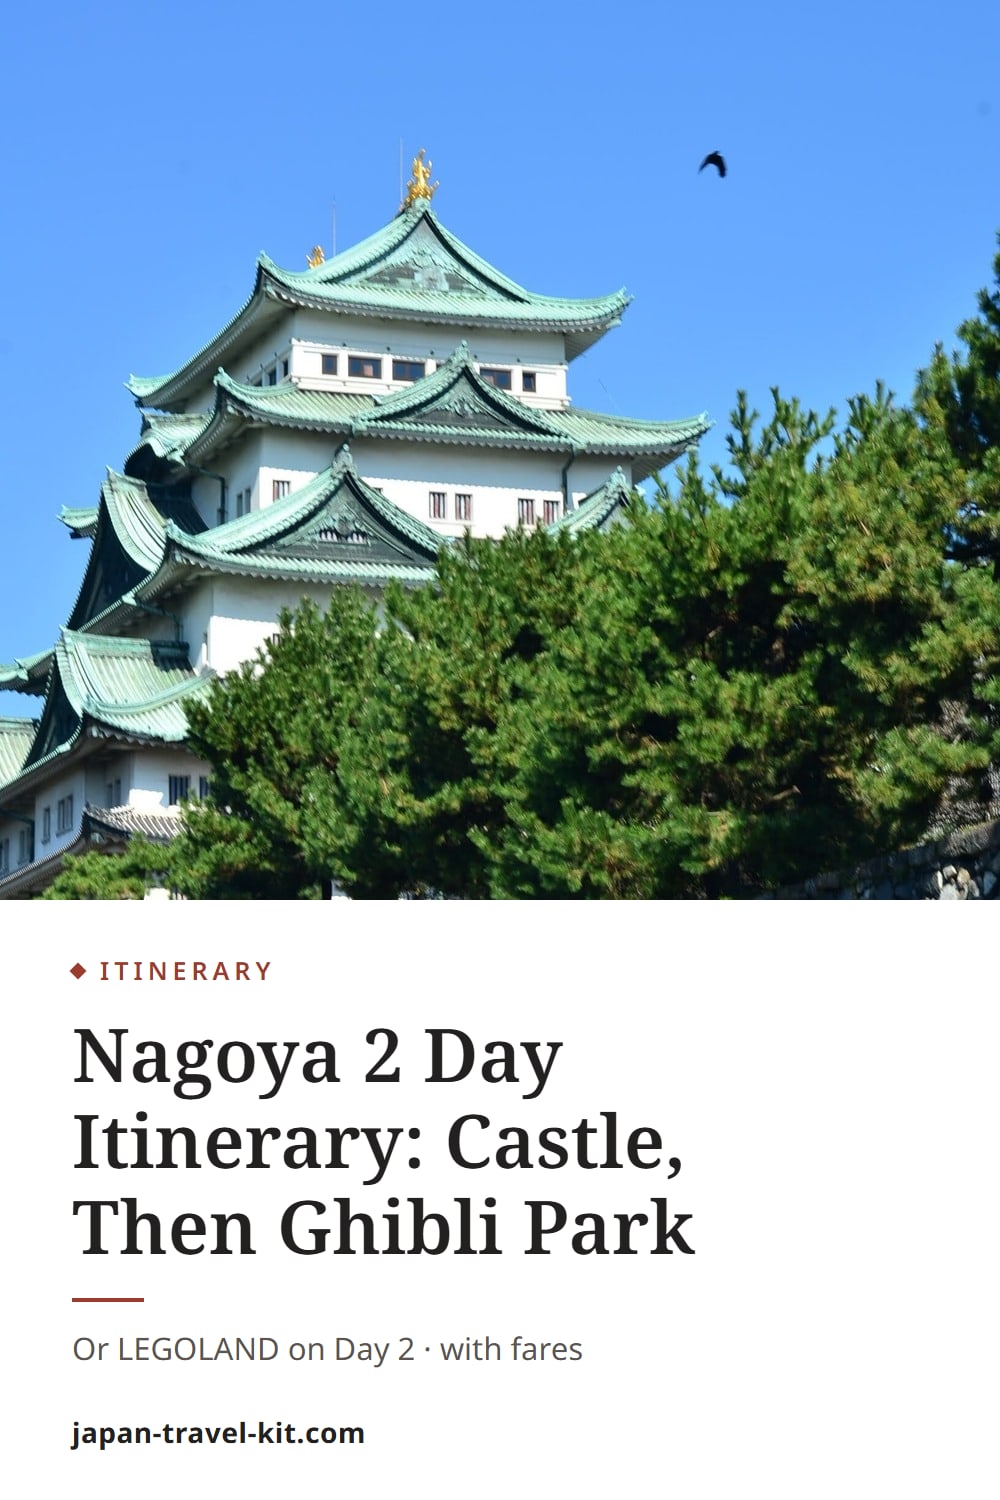 ITINERARY
Nagoya 2 Day
Itinerary: Castle,
Then Ghibli Park
Or LEGOLAND on Day 2 · with fares
japan-travel-kit.com